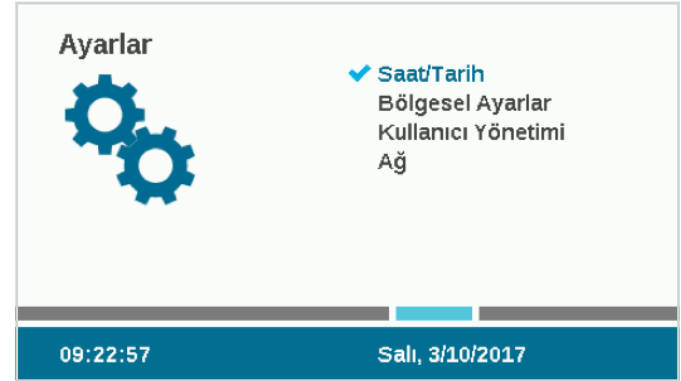 Ayarlar
Saat/Tarih
Bölgesel Ayarlar
Kullanıcı Yönetimi
Ağ
09:22:57
Salı, 3/10/2017